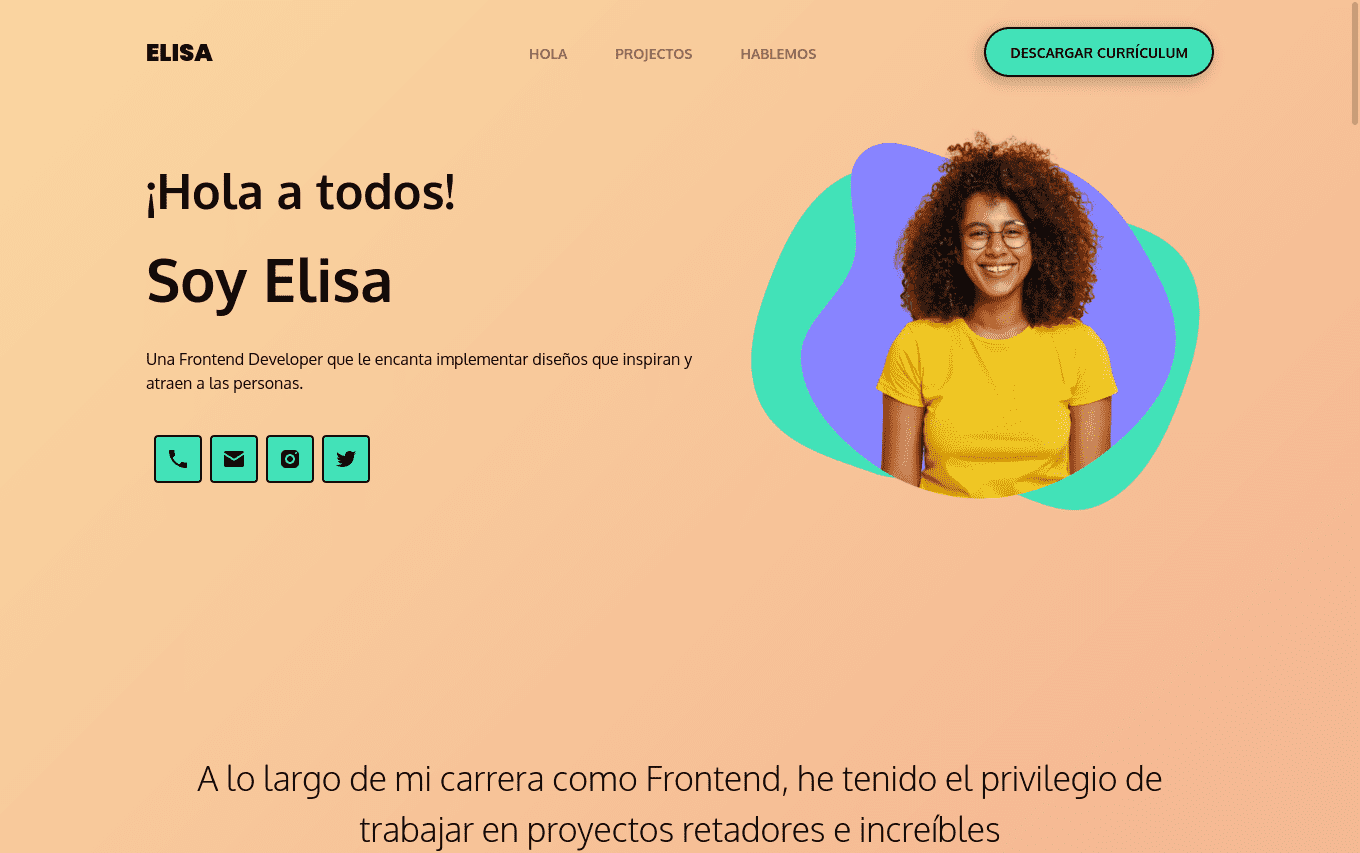 ELISA
HOLA
PROJECTOS
HABLEMOS
DESCARGAR CURRÍCULUM
¡Hola a todos!
Soy Elisa
Una Frontend Developer que le encanta implementar diseños que inspiran y
atraen a las personas.
A lo largo de mi carrera como Frontend, he tenido el privilegio de
trabajar en proyectos retadores e increíbles